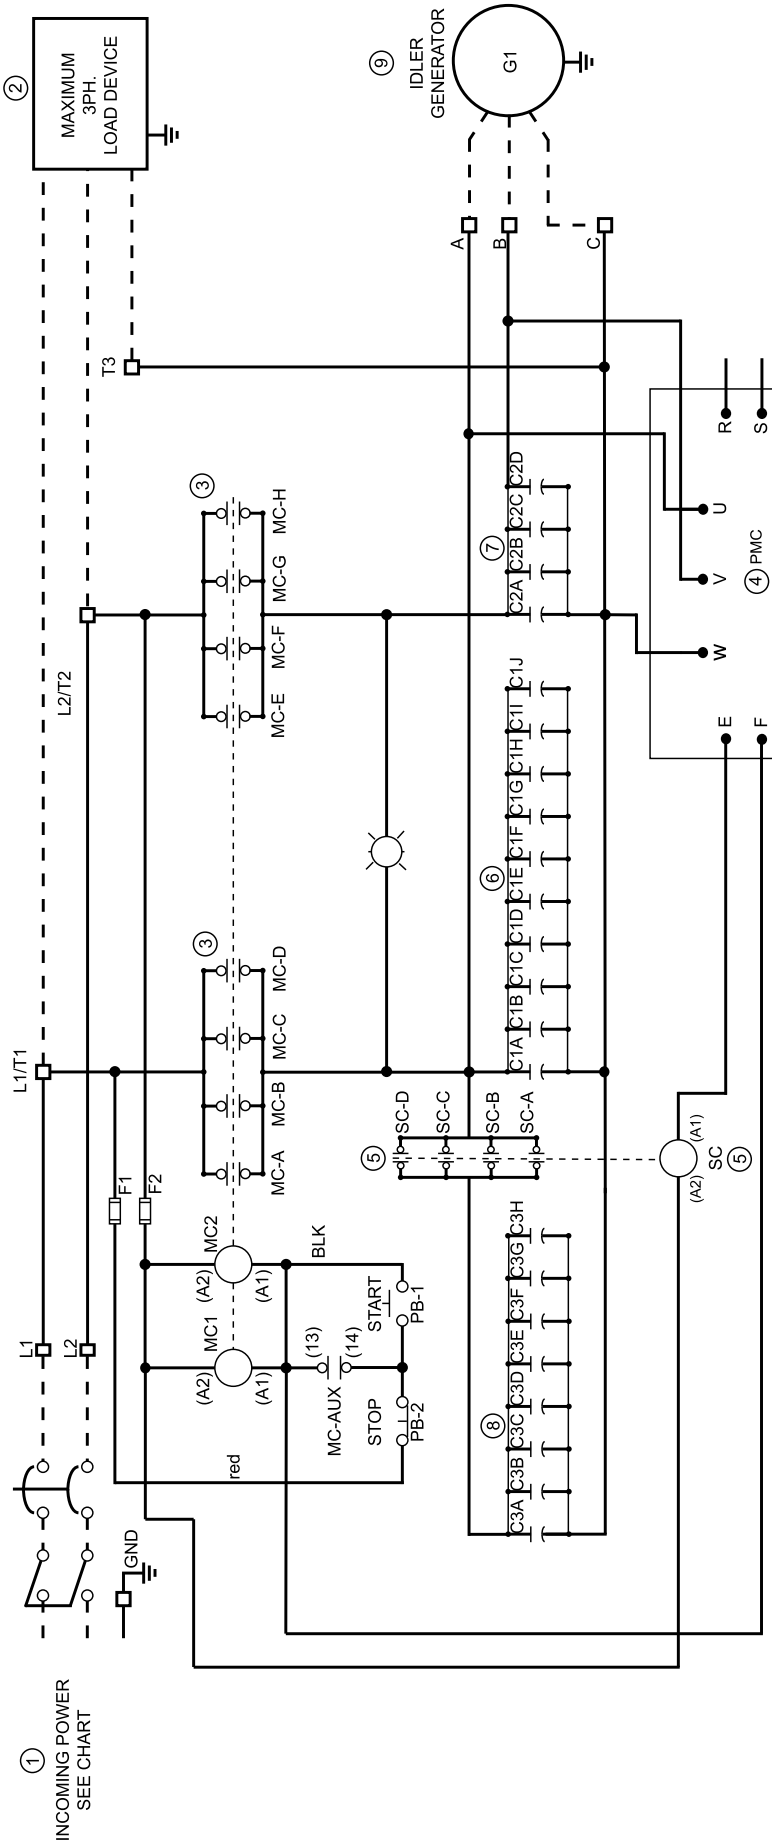 1
INCOMING POWER
SEE CHART
L1
L2
GND
L1/T1
L2/T2
T3
2
MAXIMUM
3PH.
LOAD DEVICE
F1
F2
red
MC1
(A2)
(A1)
MC2
(A2)
(A1)
BLK
MC-AUX
(13)
(14)
STOP
PB-2
START
PB-1
3
MC-A
MC-B
MC-C
MC-D
3
MC-E
MC-F
MC-G
MC-H
9
IDLER
GENERATOR
G1
A
B
C
5
SC-D
SC-C
SC-B
SC-A
8
C3A
C3B
C3C
C3D
C3E
C3F
C3G
C3H
6
C1A
C1B
C1C
C1D
C1E
C1F
C1G
C1H
C1I
C1J
7
C2A
C2B
C2C
C2D
(A2)
(A1)
SC
5
E
F
W
V
U
R
S
4
PMC